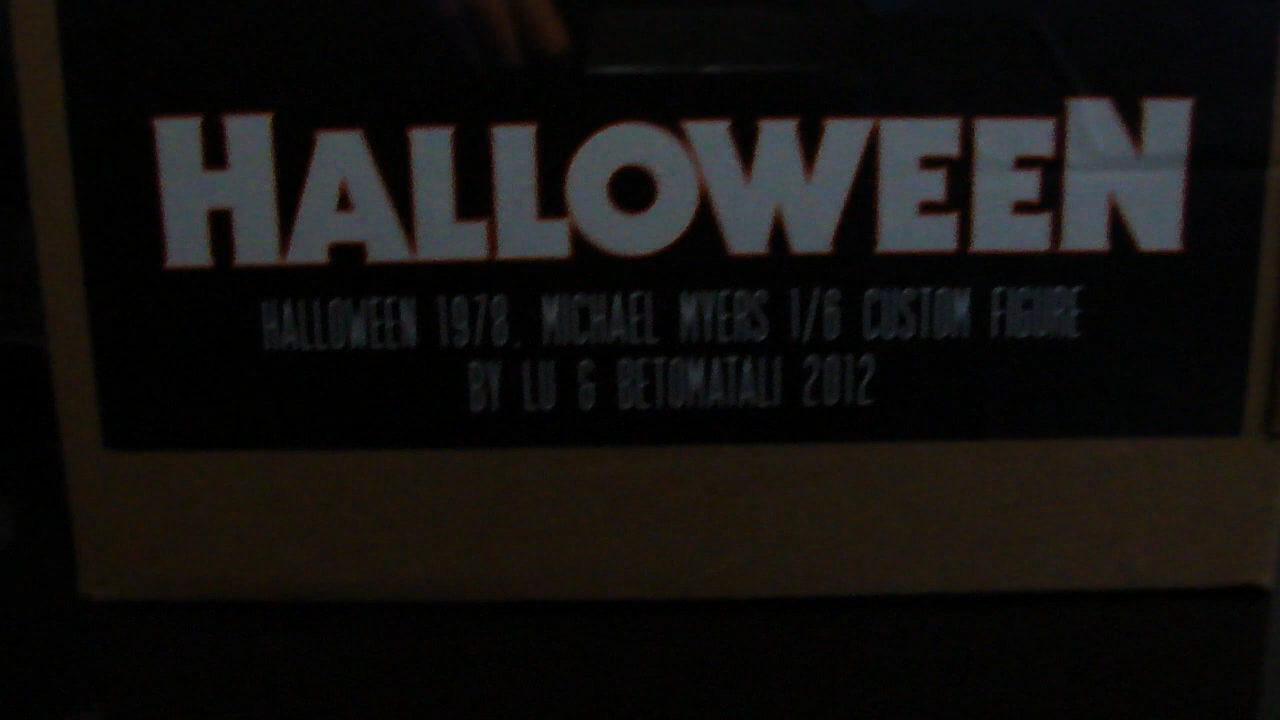 HALLOWEEN
HALLOWEEN 1978. MICHAEL MYERS 1/6 CUSTOM FIGURE
BY LU & BETOMATALI 2012